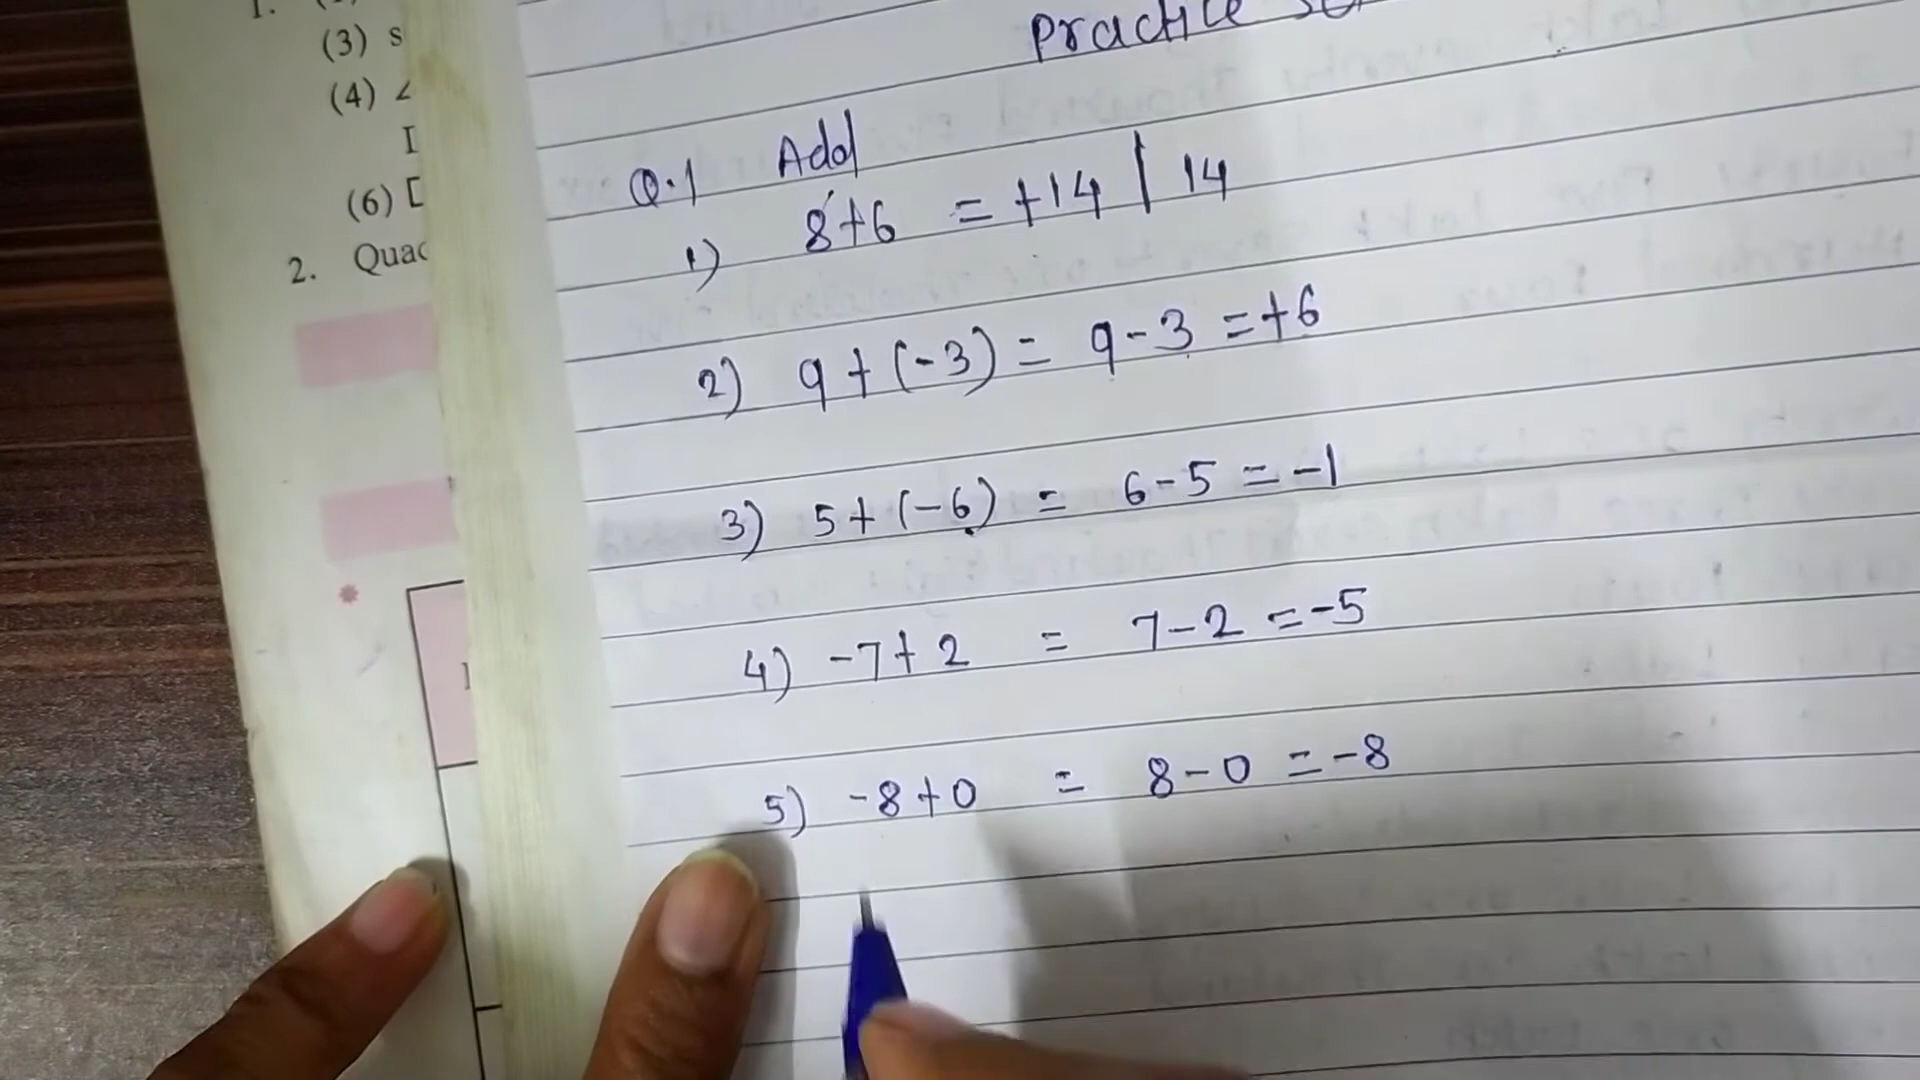 (3) s
(4) ∠
(6) [
2. Quad
Practice
Q.1 Add
1) 8+6 = +14 | 14
2) 9 + (-3) = 9-3 = +6
3) 5+(-6) = 6-5 = -1
4) -7+2 = 7-2 = -5
5) -8+0 = 8-0 = -8